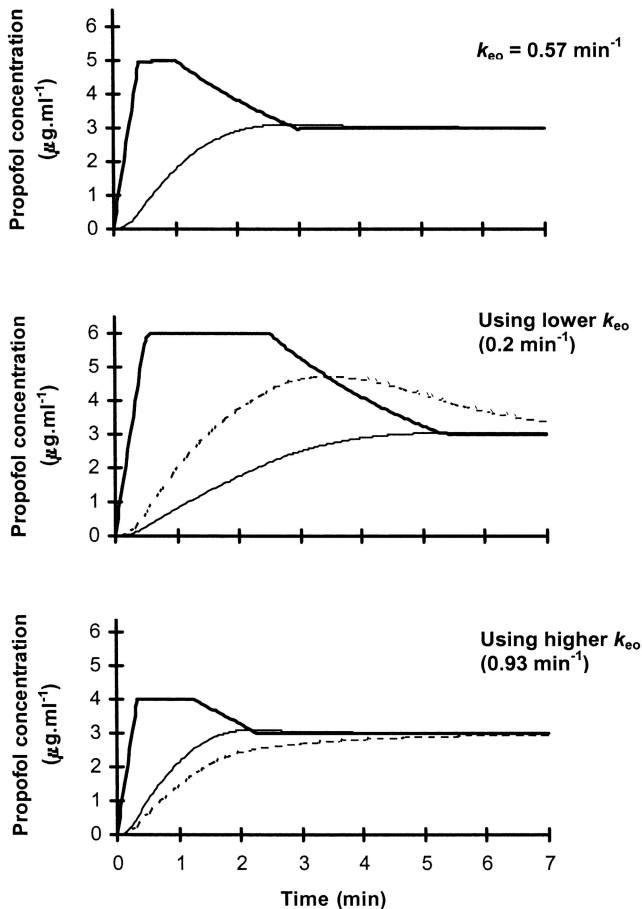 Propofol concentration
(μg.ml⁻¹)
6
5
4
3
2
1
0
kₑₒ = 0.57 min⁻¹
Propofol concentration
(μg.ml⁻¹)
6
5
4
3
2
1
0
Using lower kₑₒ
(0.2 min⁻¹)
Propofol concentration
(μg.ml⁻¹)
6
5
4
3
2
1
0
Using higher kₑₒ
(0.93 min⁻¹)
0 1 2 3 4 5 6 7
Time (min)